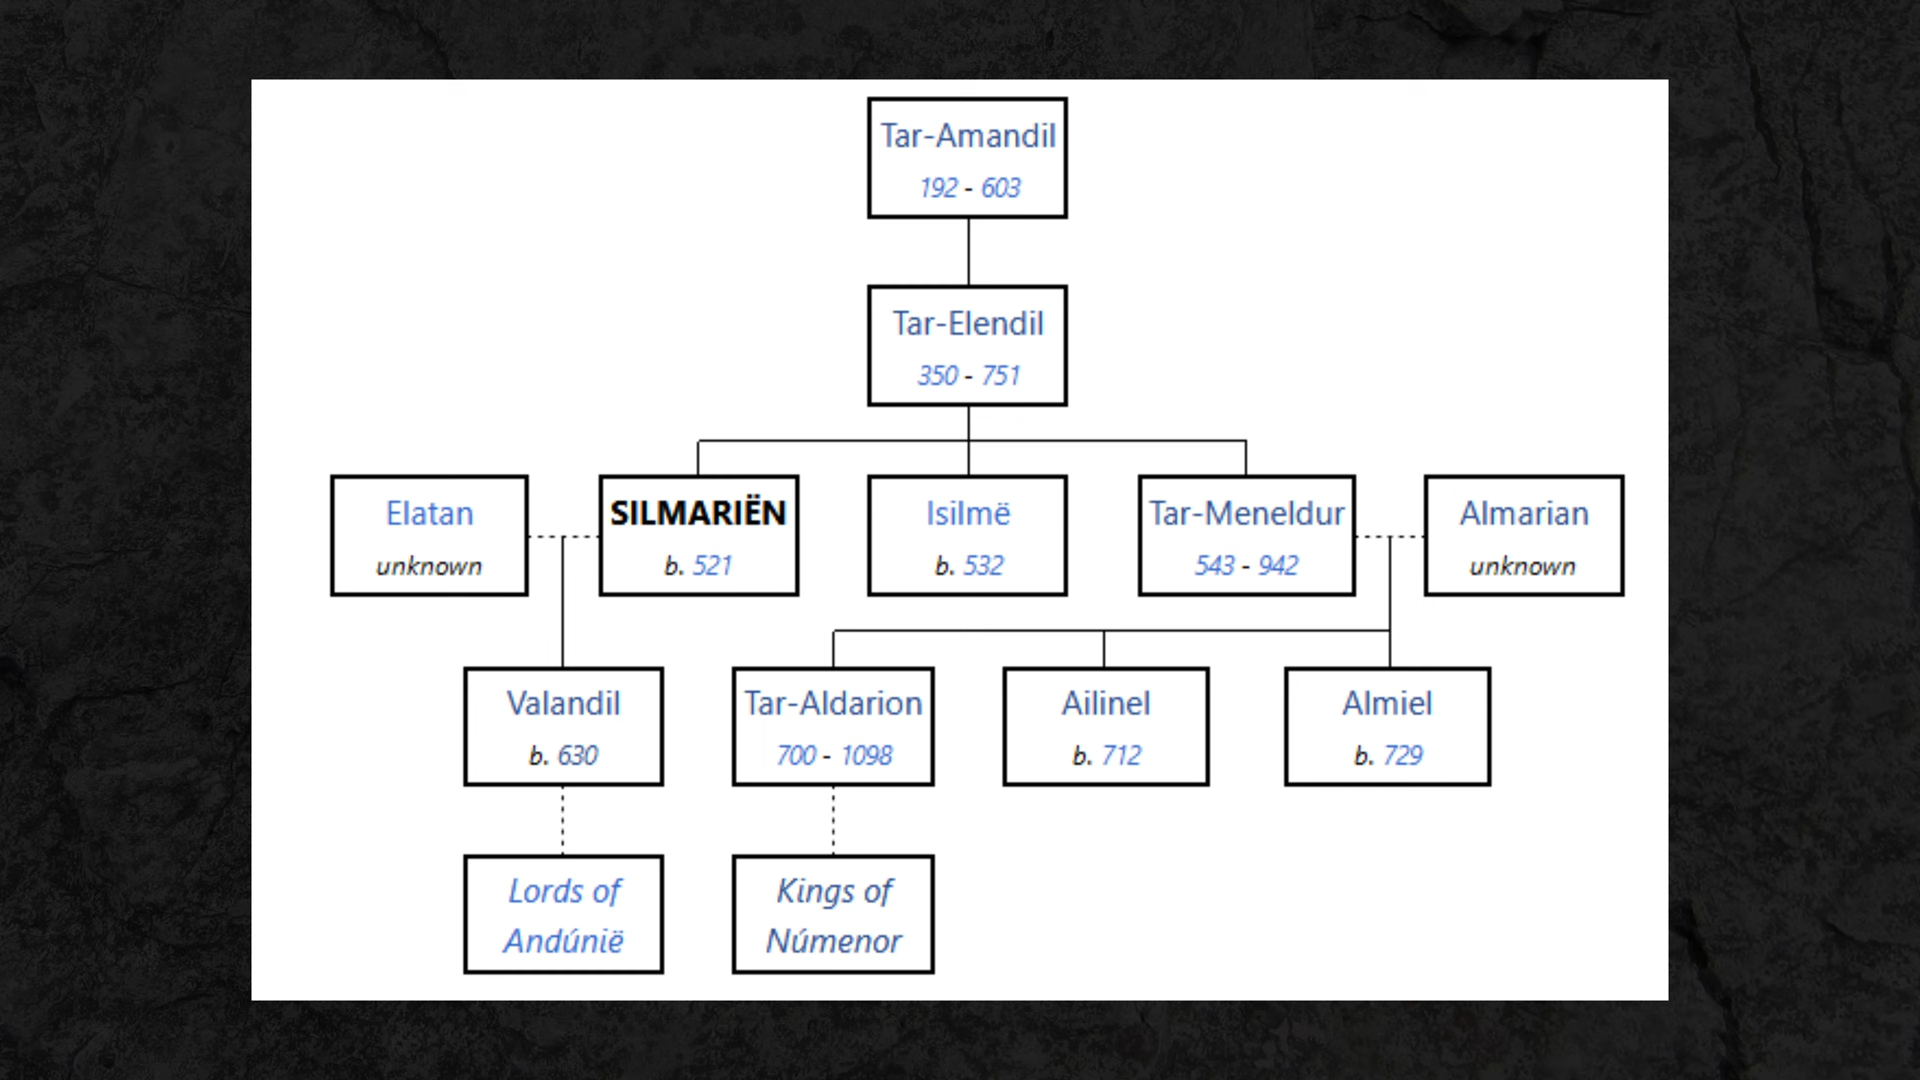 Tar-Amandil
192 - 603
Tar-Elendil
350 - 751
Elatan
unknown
SILMARIËN
b. 521
Isilmë
b. 532
Tar-Meneldur
543 - 942
Almarian
unknown
Valandil
b. 630
Tar-Aldarion
700 - 1098
Ailinel
b. 712
Almiel
b. 729
Lords of
Andúnië
Kings of
Númenor